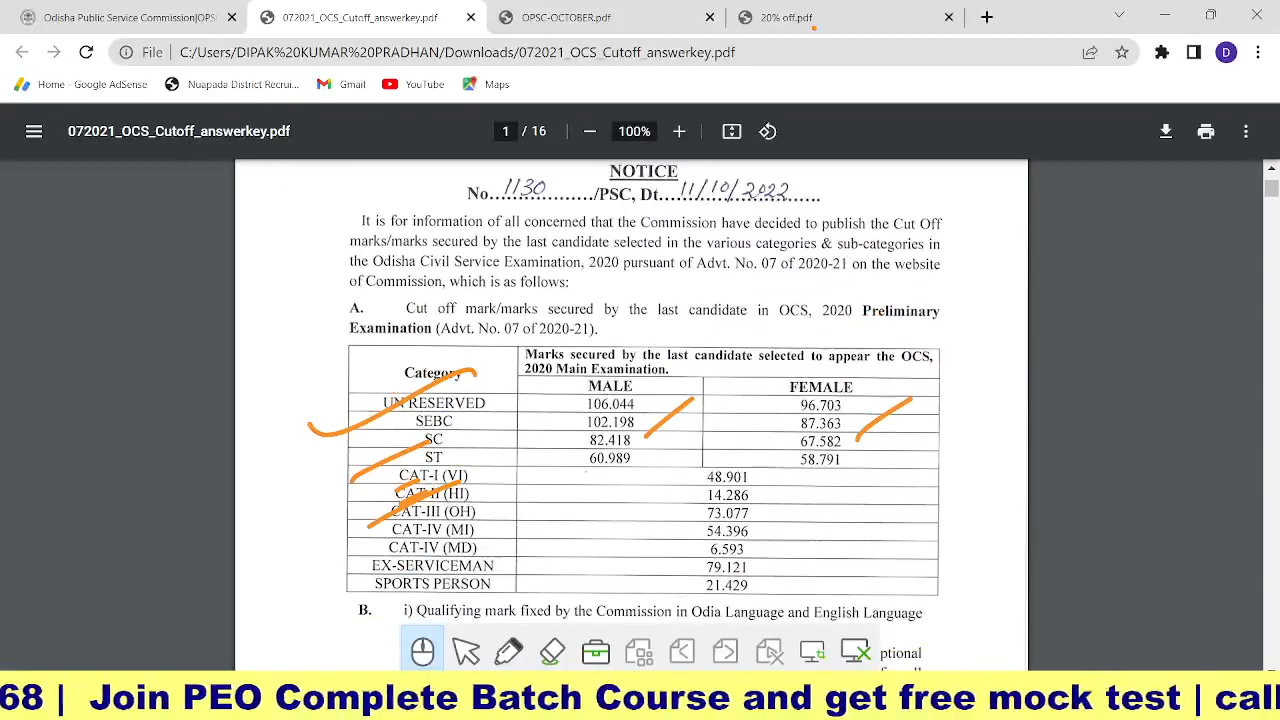 Odisha Public Service Commission[OPS
072021_OCS_Cutoff_answerkey.pdf
OPSC-OCTOBER.pdf
20% off.pdf
File
C:/Users/DIPAK%20KUMAR%20PRADHAN/Downloads/072021_OCS_Cutoff_answerkey.pdf
D
Home - Google AdSense
Nuapada District Recrui...
Gmail
YouTube
Maps
072021_OCS_Cutoff_answerkey.pdf
1 / 16
100%
NOTICE
No....1130....../PSC, Dt...11/10/2022.....
It is for information of all concerned that the Commission have decided to publish the Cut Off
marks/marks secured by the last candidate selected in the various categories & sub-categories in
the Odisha Civil Service Examination, 2020 pursuant of Advt. No. 07 of 2020-21 on the website
of Commission, which is as follows:
A. Cut off mark/marks secured by the last candidate in OCS, 2020 Preliminary
Examination (Advt. No. 07 of 2020-21).
Category
Marks secured by the last candidate selected to appear the OCS,
2020 Main Examination.
MALE FEMALE
UN RESERVED 106.044 96.703
SEBC 102.198 87.363
SC 82.418 67.582
ST 60.989 58.791
CAT-I (VI) 48.901
CAT-II (HI) 14.286
CAT-III (OH) 73.077
CAT-IV (MI) 54.396
CAT-IV (MD) 6.593
EX-SERVICEMAN 79.121
SPORTS PERSON 21.429
B. i) Qualifying mark fixed by the Commission in Odia Language and English Language
ptional
68 | Join PEO Complete Batch Course and get free mock test | call